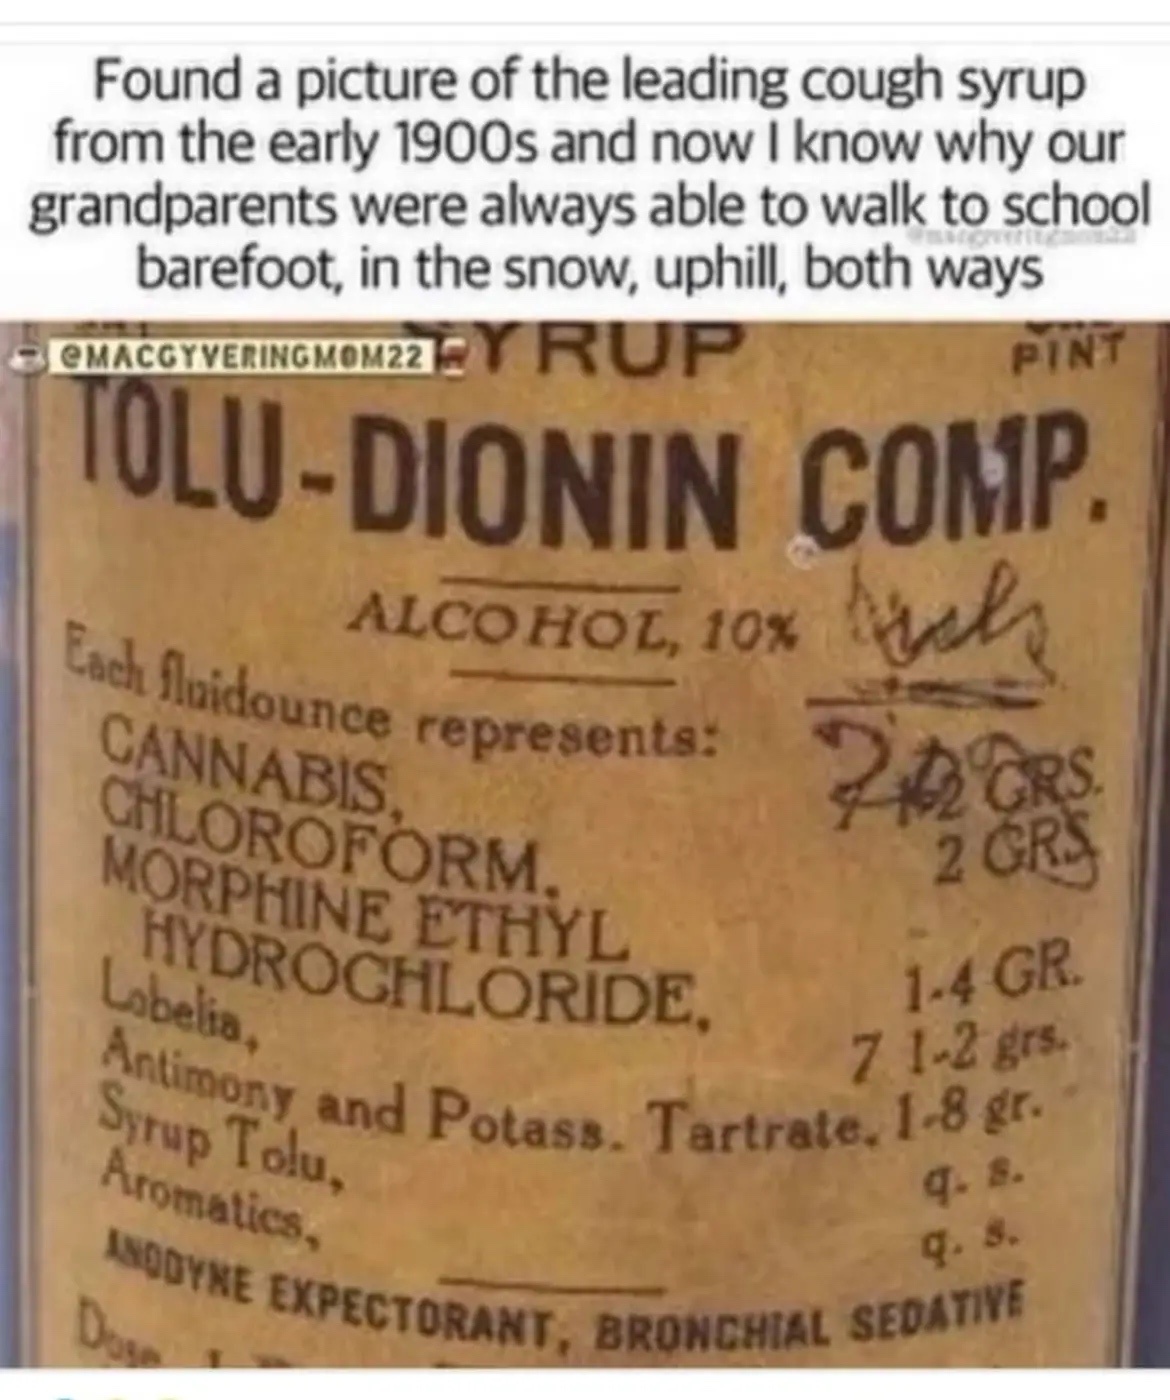 Found a picture of the leading cough syrup
from the early 1900s and now I know why our
grandparents were always able to walk to school
barefoot, in the snow, uphill, both ways
@MACGYVERINGMOM22
SYRUP
PINT
TOLU-DIONIN COMP.
ALCOHOL, 10%
Each fluidounce represents:
CANNABIS, GRS.
CHLOROFORM, 2 GRS
MORPHINE ETHYL
HYDROCHLORIDE, 1-4 GR.
Lobelia, 7 1-2 grs.
Antimony and Potass. Tartrate, 1-8 gr.
Syrup Tolu, q. s.
Aromatics, q. s.
ANODYNE EXPECTORANT, BRONCHIAL SEDATIVE
Dose